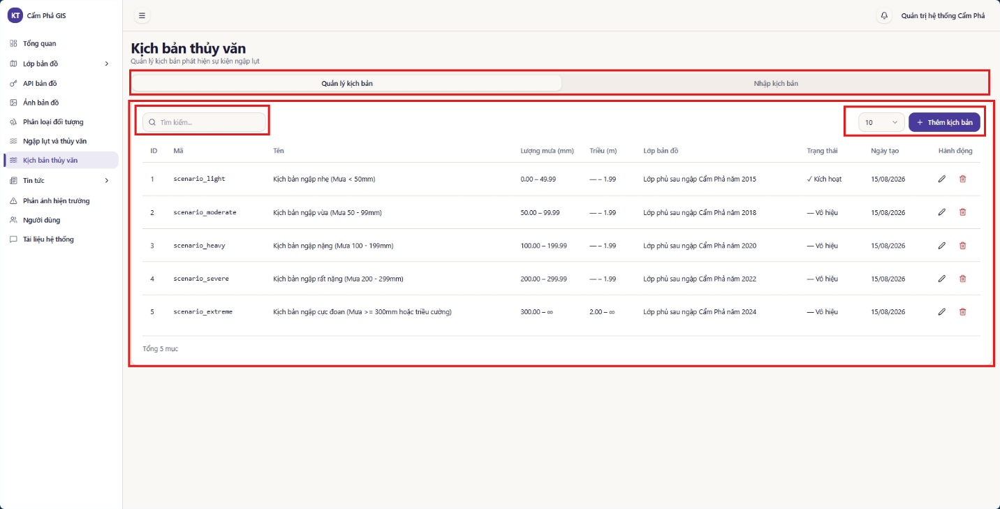 KT Cẩm Phả GIS
Quản trị hệ thống Cẩm Phả
Tổng quan
Lớp bản đồ
API bản đồ
Ảnh bản đồ
Phân loại đối tượng
Ngập lụt và thủy văn
Kịch bản thủy văn
Tin tức
Phản ánh hiện trường
Người dùng
Tài liệu hệ thống
Kịch bản thủy văn
Quản lý kịch bản phát hiện sự kiện ngập lụt
Quản lý kịch bản Nhập kịch bản
Tìm kiếm... 10 + Thêm kịch bản
ID Mã Tên Lượng mưa (mm) Triều (m) Lớp bản đồ Trạng thái Ngày tạo Hành động
1 scenario_light Kịch bản ngập nhẹ (Mưa < 50mm) 0.00 – 49.99 — – 1.99 Lớp phủ sau ngập Cẩm Phả năm 2015 ✓ Kích hoạt 15/08/2026
2 scenario_moderate Kịch bản ngập vừa (Mưa 50 - 99mm) 50.00 – 99.99 — – 1.99 Lớp phủ sau ngập Cẩm Phả năm 2018 — Vô hiệu 15/08/2026
3 scenario_heavy Kịch bản ngập nặng (Mưa 100 - 199mm) 100.00 – 199.99 — – 1.99 Lớp phủ sau ngập Cẩm Phả năm 2020 — Vô hiệu 15/08/2026
4 scenario_severe Kịch bản ngập rất nặng (Mưa 200 - 299mm) 200.00 – 299.99 — – 1.99 Lớp phủ sau ngập Cẩm Phả năm 2022 — Vô hiệu 15/08/2026
5 scenario_extreme Kịch bản ngập cực đoan (Mưa >= 300mm hoặc triều cường) 300.00 – ∞ 2.00 – ∞ Lớp phủ sau ngập Cẩm Phả năm 2024 — Vô hiệu 15/08/2026
Tổng 5 mục